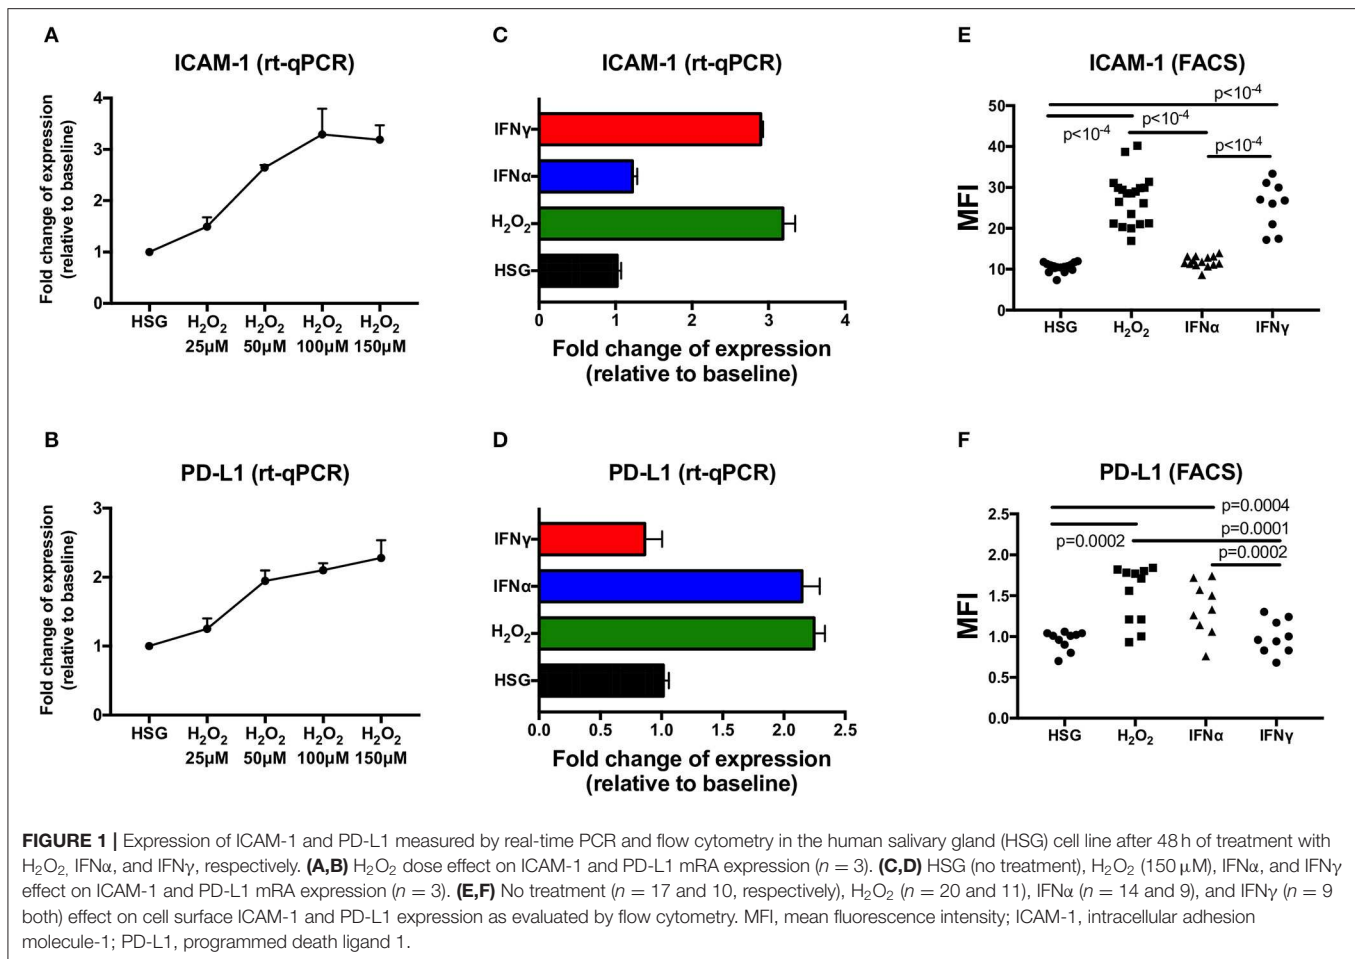 A
ICAM-1 (rt-qPCR)
Fold change of expression
(relative to baseline)
4
3
2
1
0
HSG
H₂O₂
25µM
H₂O₂
50µM
H₂O₂
100µM
H₂O₂
150µM
C
ICAM-1 (rt-qPCR)
IFNγ
IFNα
H₂O₂
HSG
0
1
2
3
4
Fold change of expression
(relative to baseline)
E
ICAM-1 (FACS)
MFI
50
40
30
20
10
0
p<10⁻⁴
p<10⁻⁴
p<10⁻⁴
p<10⁻⁴
HSG
H₂O₂
IFNα
IFNγ
B
PD-L1 (rt-qPCR)
Fold change of expression
(relative to baseline)
3
2
1
0
HSG
H₂O₂
25µM
H₂O₂
50µM
H₂O₂
100µM
H₂O₂
150µM
D
PD-L1 (rt-qPCR)
IFNγ
IFNα
H₂O₂
HSG
0.0
0.5
1.0
1.5
2.0
2.5
Fold change of expression
(relative to baseline)
F
PD-L1 (FACS)
MFI
2.5
2.0
1.5
1.0
0.5
0.0
p=0.0004
p=0.0001
p=0.0002
p=0.0002
HSG
H₂O₂
IFNα
IFNγ
FIGURE 1 | Expression of ICAM-1 and PD-L1 measured by real-time PCR and flow cytometry in the human salivary gland (HSG) cell line after 48 h of treatment with
H₂O₂, IFNα, and IFNγ, respectively. (A,B) H₂O₂ dose effect on ICAM-1 and PD-L1 mRA expression (n = 3). (C,D) HSG (no treatment), H₂O₂ (150 µM), IFNα, and IFNγ
effect on ICAM-1 and PD-L1 mRA expression (n = 3). (E,F) No treatment (n = 17 and 10, respectively), H₂O₂ (n = 20 and 11), IFNα (n = 14 and 9), and IFNγ (n = 9
both) effect on cell surface ICAM-1 and PD-L1 expression as evaluated by flow cytometry. MFI, mean fluorescence intensity; ICAM-1, intracellular adhesion
molecule-1; PD-L1, programmed death ligand 1.